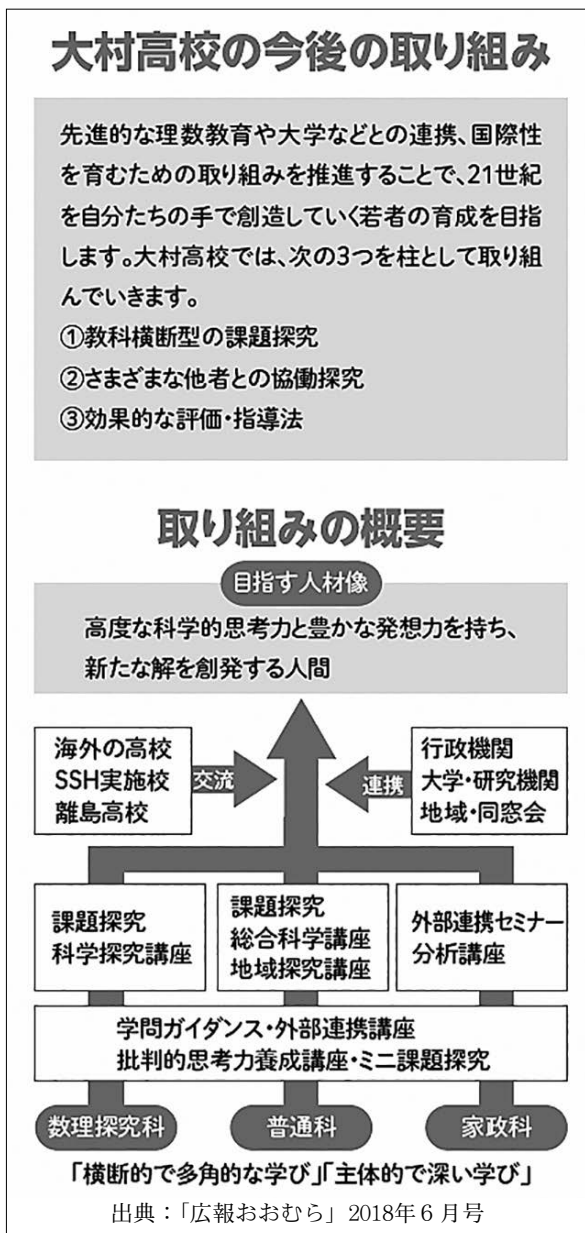 大村高校の今後の取り組み
先進的な理数教育や大学などとの連携、国際性
を育むための取り組みを推進することで、21世紀
を自分たちの手で創造していく若者の育成を目指
します。大村高校では、次の3つを柱として取り組
んでいきます。
①教科横断型の課題探究
②さまざまな他者との協働探究
③効果的な評価・指導法
取り組みの概要
目指す人材像
高度な科学的思考力と豊かな発想力を持ち、
新たな解を創発する人間
海外の高校
SSH実施校
離島高校
交流
連携
行政機関
大学・研究機関
地域・同窓会
課題探究
科学探究講座
課題探究
総合科学講座
地域探究講座
外部連携セミナー
分析講座
学問ガイダンス・外部連携講座
批判的思考力養成講座・ミニ課題探究
数理探究科
普通科
家政科
「横断的で多角的な学び」「主体的で深い学び」
出典：「広報おおむら」2018年６月号